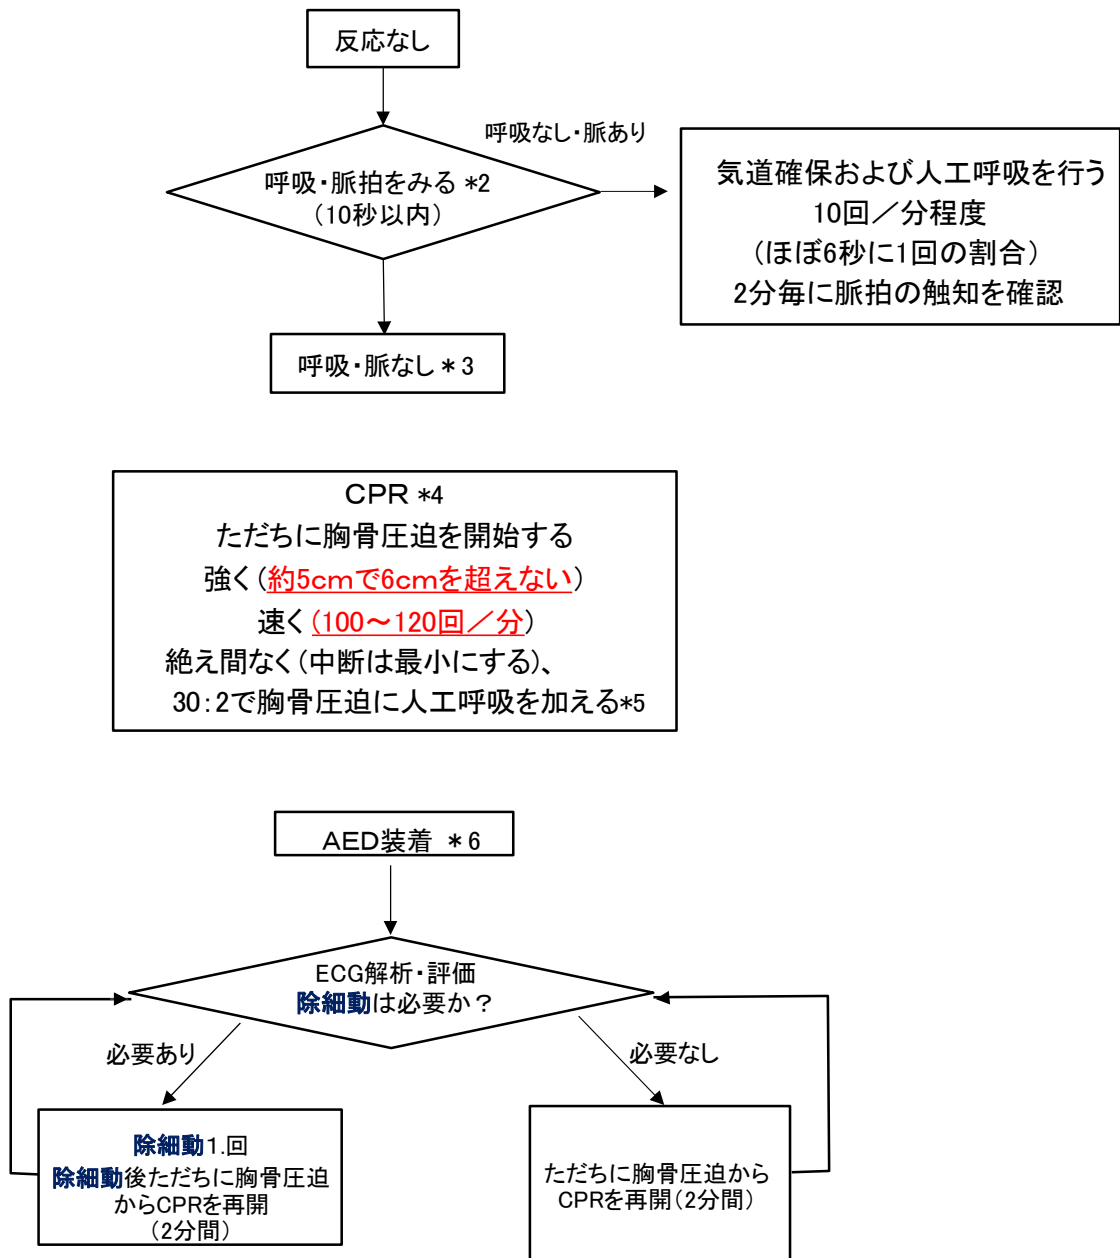 反応なし
呼吸なし・脈あり
呼吸・脈拍をみる *2
（10秒以内）
気道確保および人工呼吸を行う
10回／分程度
（ほぼ6秒に1回の割合）
2分毎に脈拍の触知を確認
呼吸・脈なし＊3
CPR *4
ただちに胸骨圧迫を開始する
強く（約5cmで6cmを超えない）
速く（100～120回／分）
絶え間なく（中断は最小にする）、
30：2で胸骨圧迫に人工呼吸を加える*5
AED装着 ＊6
ECG解析・評価
除細動は必要か？
必要あり
必要なし
除細動１.回
除細動後ただちに胸骨圧迫
からCPRを再開
（2分間）
ただちに胸骨圧迫から
CPRを再開（2分間）